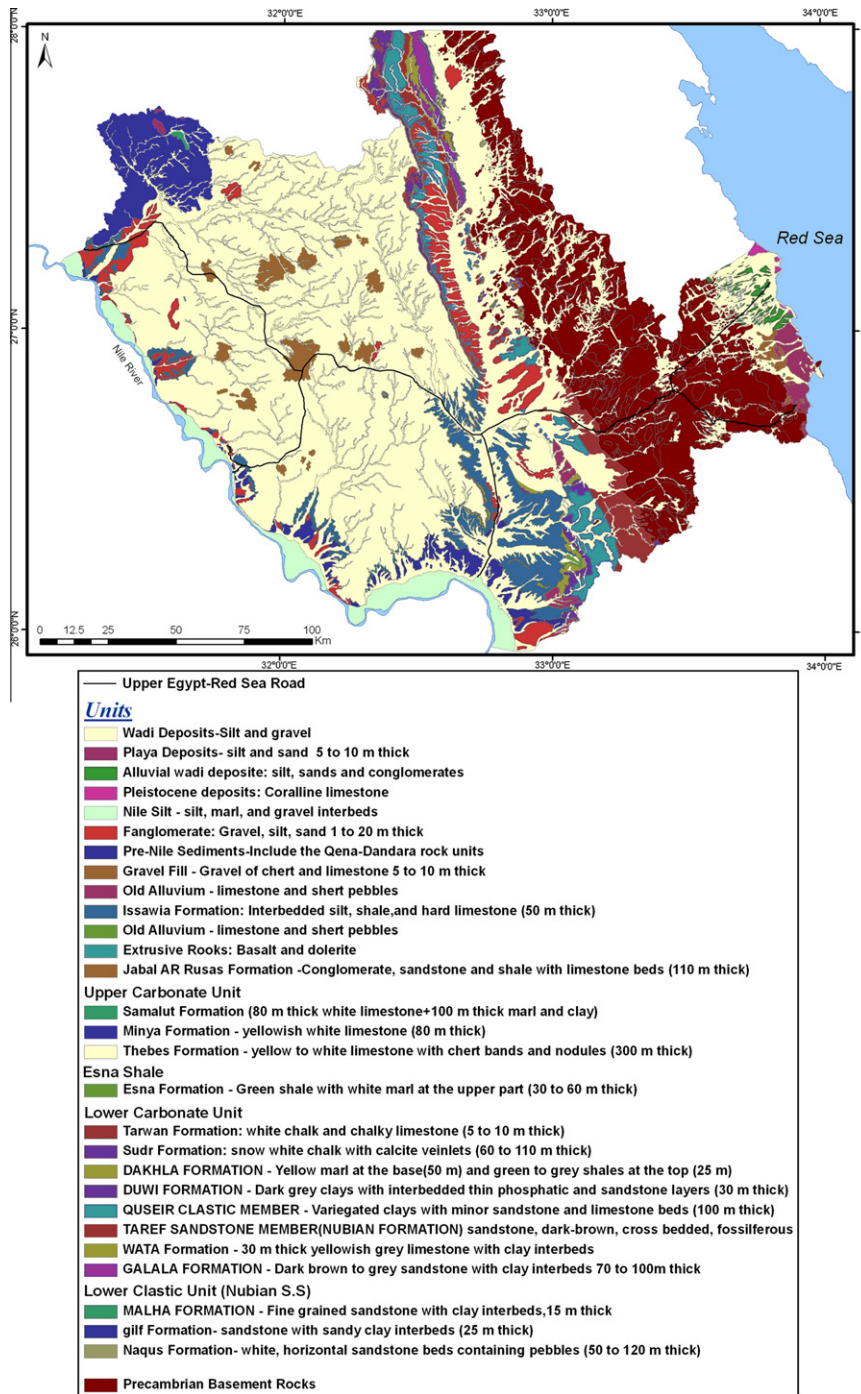 32°0'0"E 33°0'0"E 34°0'0"E
28°0'0"N
N
Red Sea
27°0'0"N
Nile River
26°0'0"N
0 12.5 25 50 75 100
Km
32°0'0"E 33°0'0"E 34°0'0"E
Upper Egypt-Red Sea Road
Units
Wadi Deposits-Silt and gravel
Playa Deposits- silt and sand 5 to 10 m thick
Alluvial wadi deposite: silt, sands and conglomerates
Pleistocene deposits: Coralline limestone
Nile Silt - silt, marl, and gravel interbeds
Fanglomerate: Gravel, silt, sand 1 to 20 m thick
Pre-Nile Sediments-Include the Qena-Dandara rock units
Gravel Fill - Gravel of chert and limestone 5 to 10 m thick
Old Alluvium - limestone and shert pebbles
Issawia Formation: Interbedded silt, shale,and hard limestone (50 m thick)
Old Alluvium - limestone and shert pebbles
Extrusive Rooks: Basalt and dolerite
Jabal AR Rusas Formation -Conglomerate, sandstone and shale with limestone beds (110 m thick)
Upper Carbonate Unit
Samalut Formation (80 m thick white limestone+100 m thick marl and clay)
Minya Formation - yellowish white limestone (80 m thick)
Thebes Formation - yellow to white limestone with chert bands and nodules (300 m thick)
Esna Shale
Esna Formation - Green shale with white marl at the upper part (30 to 60 m thick)
Lower Carbonate Unit
Tarwan Formation: white chalk and chalky limestone (5 to 10 m thick)
Sudr Formation: snow white chalk with calcite veinlets (60 to 110 m thick)
DAKHLA FORMATION - Yellow marl at the base(50 m) and green to grey shales at the top (25 m)
DUWI FORMATION - Dark grey clays with interbedded thin phosphatic and sandstone layers (30 m thick)
QUSEIR CLASTIC MEMBER - Variegated clays with minor sandstone and limestone beds (100 m thick)
TAREF SANDSTONE MEMBER(NUBIAN FORMATION) sandstone, dark-brown, cross bedded, fossilferous
WATA Formation - 30 m thick yellowish grey limestone with clay interbeds
GALALA FORMATION - Dark brown to grey sandstone with clay interbeds 70 to 100m thick
Lower Clastic Unit (Nubian S.S)
MALHA FORMATION - Fine grained sandstone with clay interbeds,15 m thick
gilf Formation- sandstone with sandy clay interbeds (25 m thick)
Naqus Formation- white, horizontal sandstone beds containing pebbles (50 to 120 m thick)
Precambrian Basement Rocks